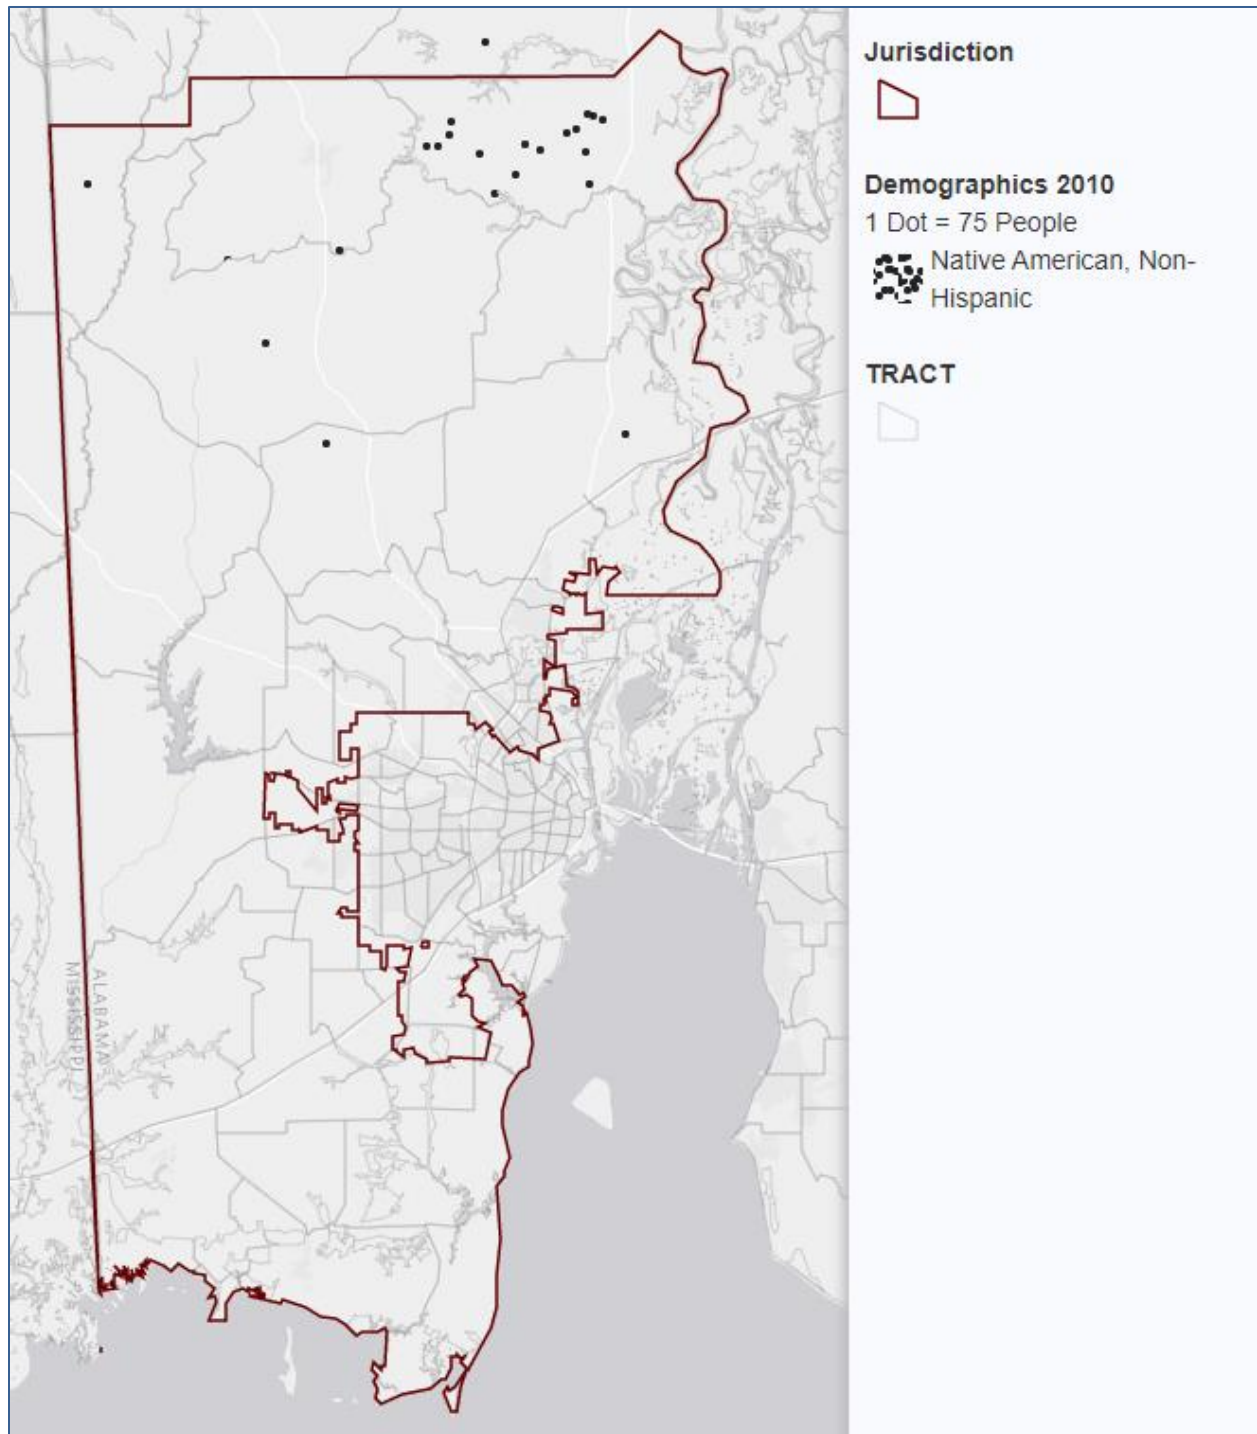 Jurisdiction
Demographics 2010
1 Dot = 75 People
Native American, Non-
Hispanic
TRACT
ALABAMA
MISSISSIPPI